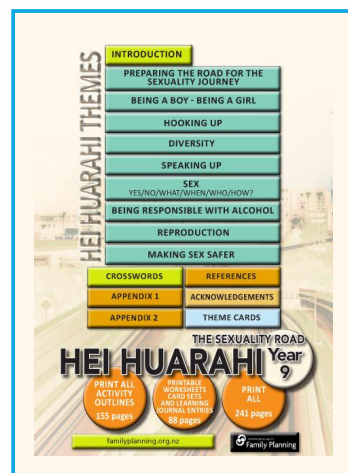 HEI HUARAHI THEMES
INTRODUCTION
PREPARING THE ROAD FOR THE
SEXUALITY JOURNEY
BEING A BOY - BEING A GIRL
HOOKING UP
DIVERSITY
SPEAKING UP
SEX
YES/NO/WHAT/WHEN/WHO/HOW?
BEING RESPONSIBLE WITH ALCOHOL
REPRODUCTION
MAKING SEX SAFER
CROSSWORDS
REFERENCES
APPENDIX 1
ACKNOWLEDGEMENTS
APPENDIX 2
THEME CARDS
THE SEXUALITY ROAD
HEI HUARAHI
Year
9
PRINT ALL
ACTIVITY
OUTLINES
155 pages
PRINTABLE
WORKSHEETS
CARD SETS
AND LEARNING
JOURNAL ENTRIES
88 pages
PRINT
ALL
241 pages
familyplanning.org.nz
Family Planning